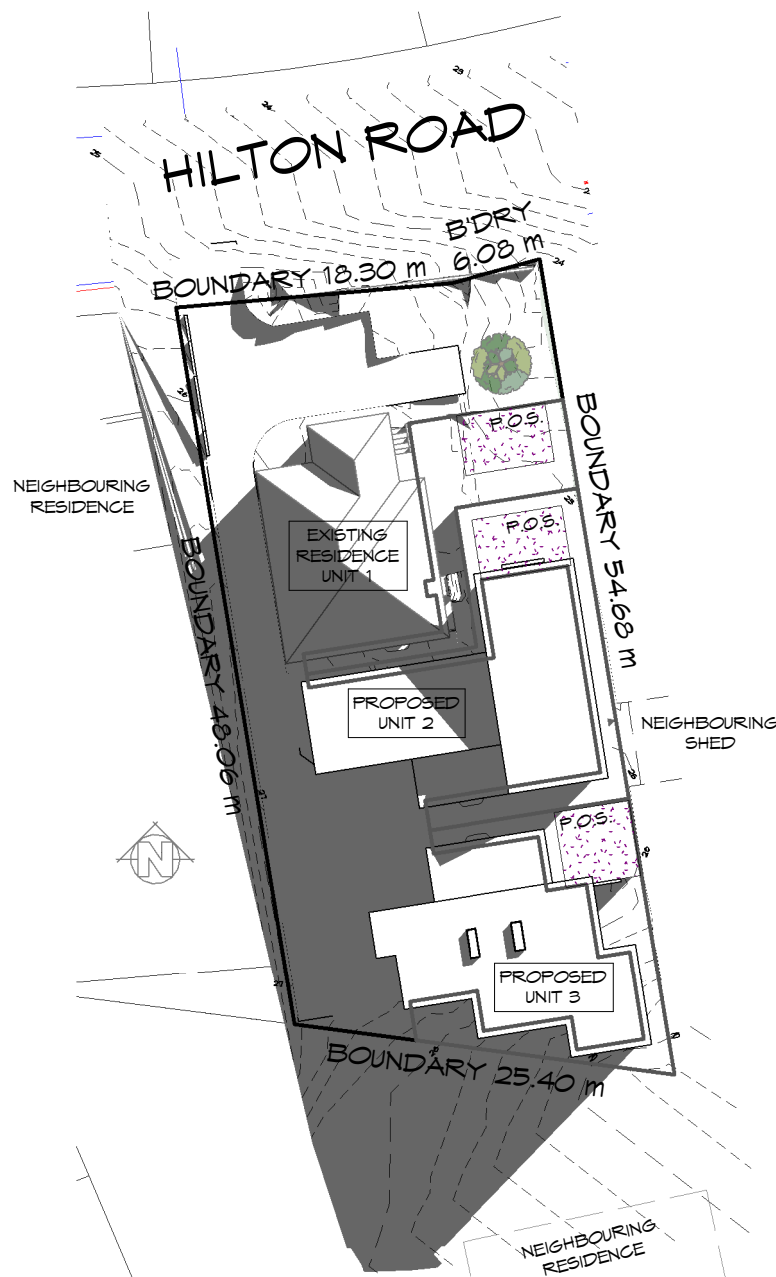 HILTON ROAD
B'DRY
6.08 m
BOUNDARY 18.30 m
P.O.S.
BOUNDARY 54.68 m
NEIGHBOURING
RESIDENCE
P.O.S.
EXISTING
RESIDENCE
UNIT 1
BOUNDARY 48.06 m
PROPOSED
UNIT 2
NEIGHBOURING
SHED
P.O.S.
N
PROPOSED
UNIT 3
BOUNDARY 25.40 m
NEIGHBOURING
RESIDENCE